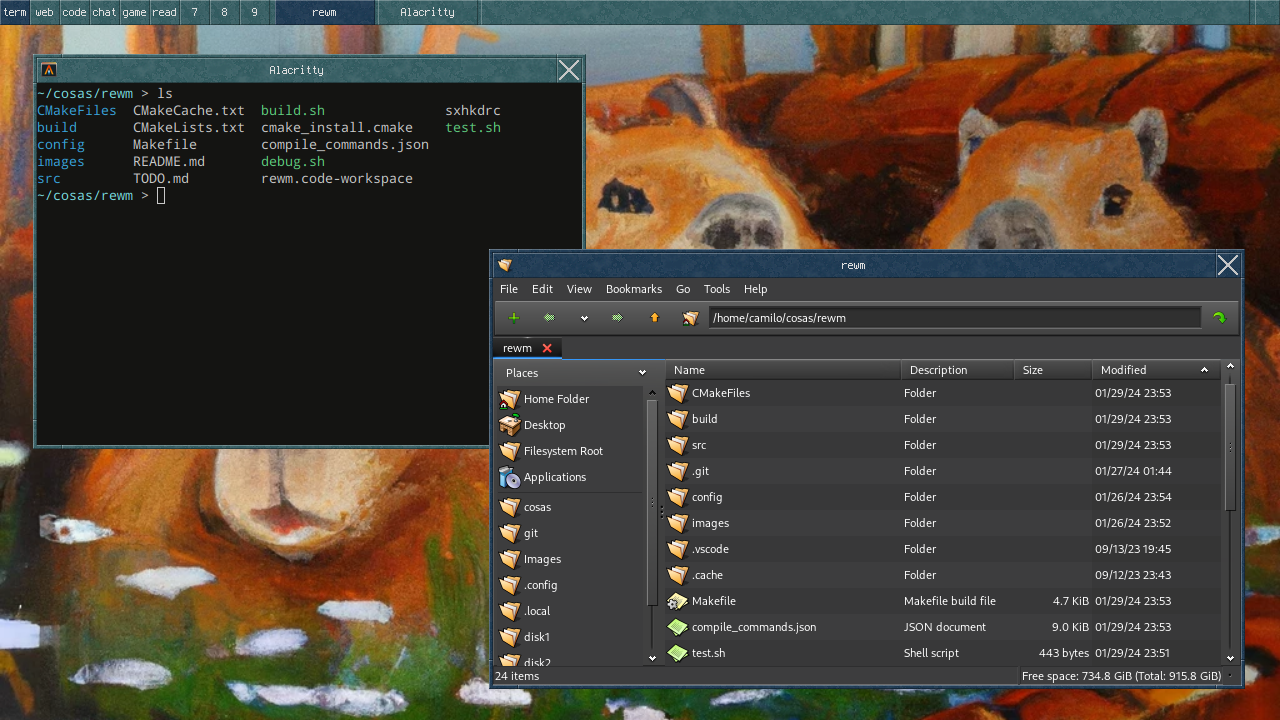 term web code chat game read 7 8 9 rewm Alacritty
Alacritty
~/cosas/rewm > ls
CMakeFiles CMakeCache.txt build.sh sxhkdrc
build CMakeLists.txt cmake_install.cmake test.sh
config Makefile compile_commands.json
images README.md debug.sh
src TODO.md rewm.code-workspace
~/cosas/rewm >
rewm
File Edit View Bookmarks Go Tools Help
/home/camilo/cosas/rewm
rewm
Places
Home Folder
Desktop
Filesystem Root
Applications
cosas
git
Images
.config
.local
disk1
disk2
Name Description Size Modified
CMakeFiles Folder 01/29/24 23:53
build Folder 01/29/24 23:53
src Folder 01/29/24 23:53
.git Folder 01/27/24 01:44
config Folder 01/26/24 23:54
images Folder 01/26/24 23:52
.vscode Folder 09/13/23 19:45
.cache Folder 09/12/23 23:43
Makefile Makefile build file 4.7 KiB 01/29/24 23:53
compile_commands.json JSON document 9.0 KiB 01/29/24 23:53
test.sh Shell script 443 bytes 01/29/24 23:51
24 items Free space: 734.8 GiB (Total: 915.8 GiB)